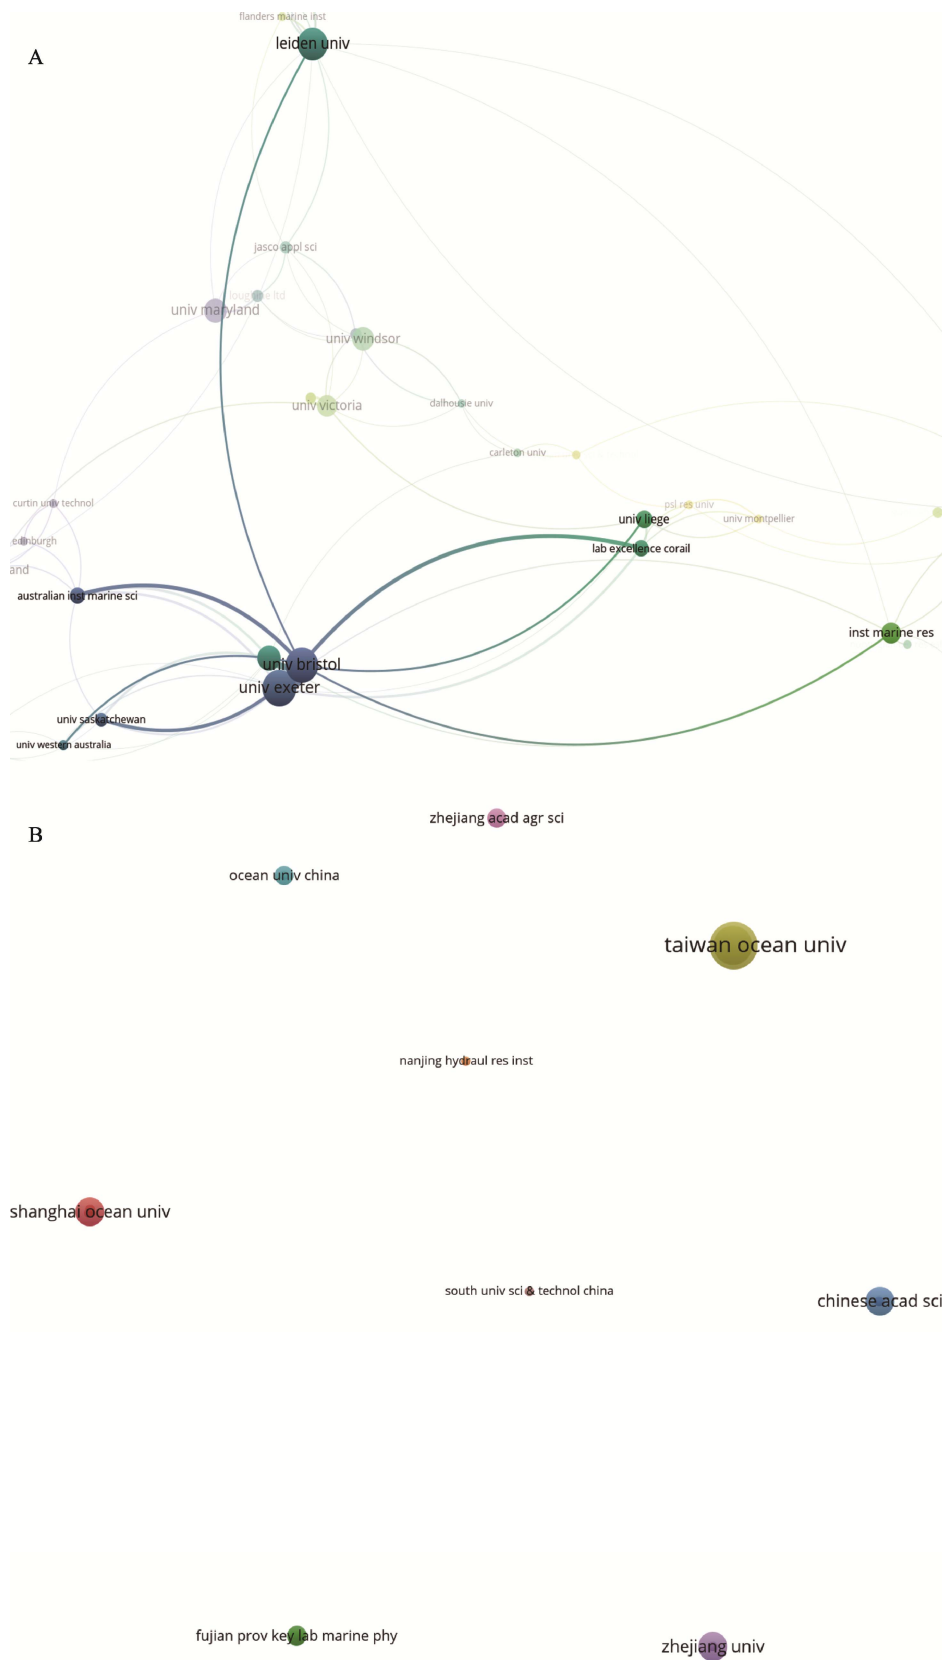 flanders marine inst
leiden univ
A
jasco appl sci
univ maryland
univ windsor
univ victoria
dalhousie univ
carleton univ
curtin univ technol
psl res univ
univ liege
univ montpellier
edinburgh
lab excellence corail
and
australian inst marine sci
inst marine res
univ bristol
univ exeter
univ saskatchewan
univ western australia
zhejiang acad agr sci
B
ocean univ china
taiwan ocean univ
nanjing hydraul res inst
shanghai ocean univ
south univ sci & technol china
chinese acad sci
fujian prov key lab marine phy
zhejiang univ